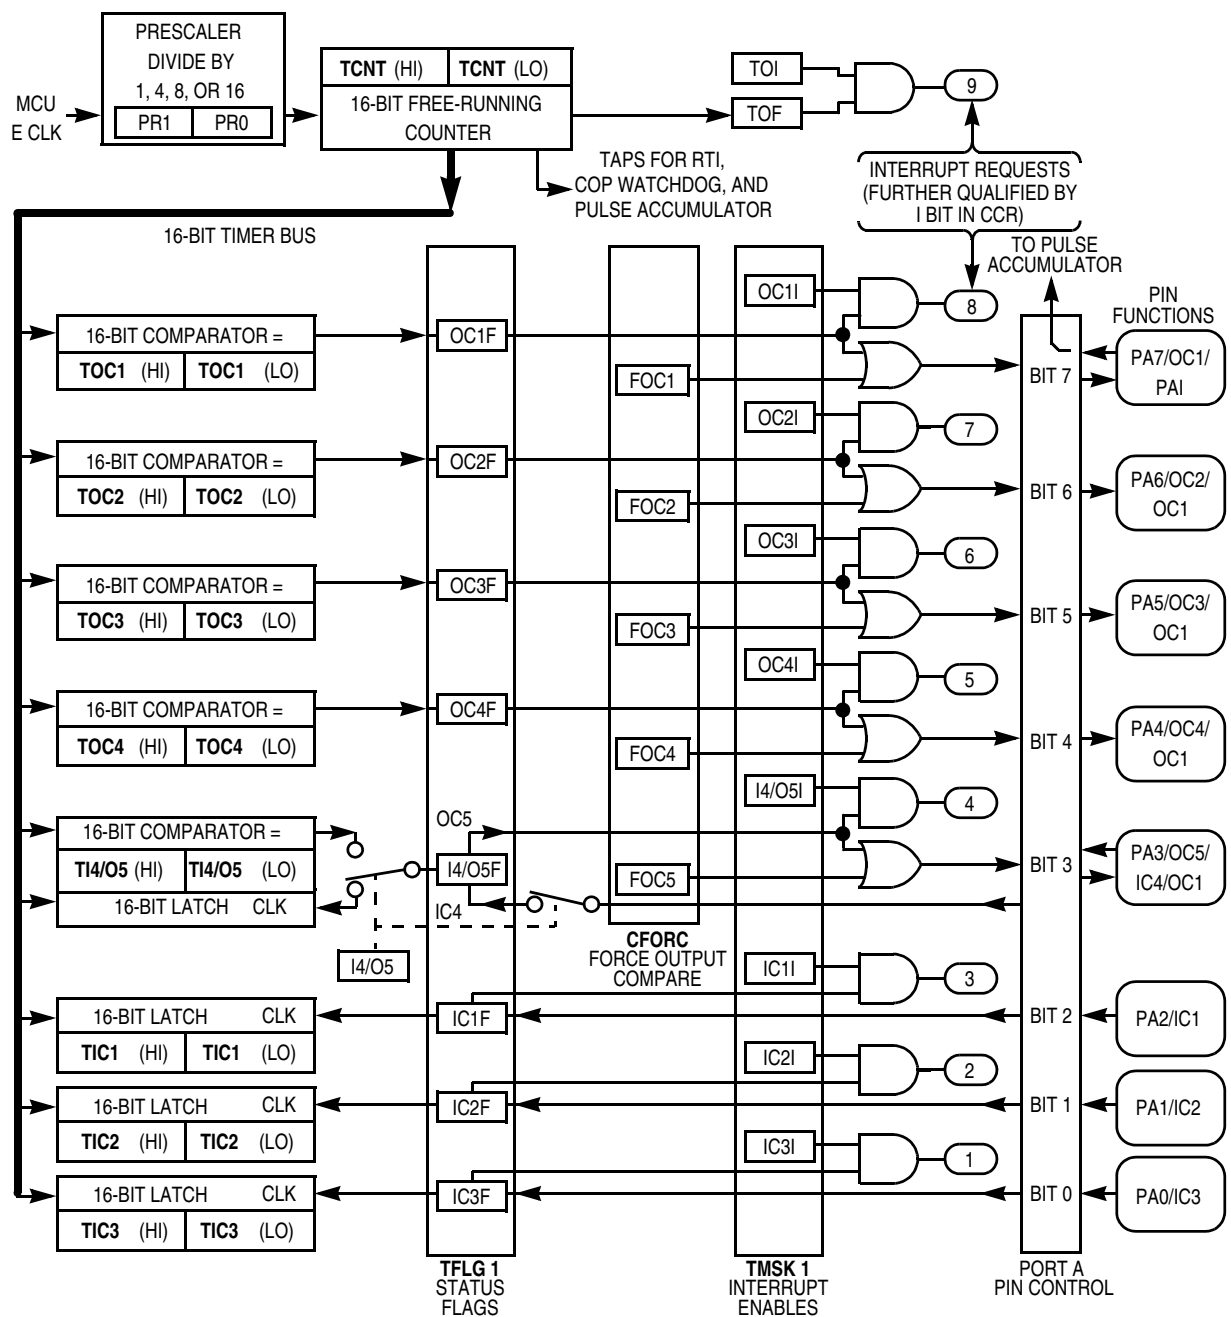 PRESCALER
DIVIDE BY
1, 4, 8, OR 16
PR1 PR0
MCU
E CLK
TCNT (HI) TCNT (LO)
16-BIT FREE-RUNNING
COUNTER
TOI
TOF
9
TAPS FOR RTI,
COP WATCHDOG, AND
PULSE ACCUMULATOR
INTERRUPT REQUESTS
(FURTHER QUALIFIED BY
I BIT IN CCR)
16-BIT TIMER BUS
TO PULSE
ACCUMULATOR
PIN
FUNCTIONS
OC1I
8
16-BIT COMPARATOR =
TOC1 (HI) TOC1 (LO)
OC1F
FOC1
BIT 7
PA7/OC1/
PAI
OC2I
7
16-BIT COMPARATOR =
TOC2 (HI) TOC2 (LO)
OC2F
FOC2
BIT 6
PA6/OC2/
OC1
OC3I
6
16-BIT COMPARATOR =
TOC3 (HI) TOC3 (LO)
OC3F
FOC3
BIT 5
PA5/OC3/
OC1
OC4I
5
16-BIT COMPARATOR =
TOC4 (HI) TOC4 (LO)
OC4F
FOC4
BIT 4
PA4/OC4/
OC1
I4/O5I
4
16-BIT COMPARATOR =
TI4/O5 (HI) TI4/O5 (LO)
16-BIT LATCH CLK
OC5
I4/O5F
IC4
FOC5
BIT 3
PA3/OC5/
IC4/OC1
I4/O5
CFORC
FORCE OUTPUT
COMPARE
IC1I
3
16-BIT LATCH CLK
TIC1 (HI) TIC1 (LO)
IC1F
BIT 2
PA2/IC1
IC2I
2
16-BIT LATCH CLK
TIC2 (HI) TIC2 (LO)
IC2F
BIT 1
PA1/IC2
IC3I
1
16-BIT LATCH CLK
TIC3 (HI) TIC3 (LO)
IC3F
BIT 0
PA0/IC3
TFLG 1
STATUS
FLAGS
TMSK 1
INTERRUPT
ENABLES
PORT A
PIN CONTROL